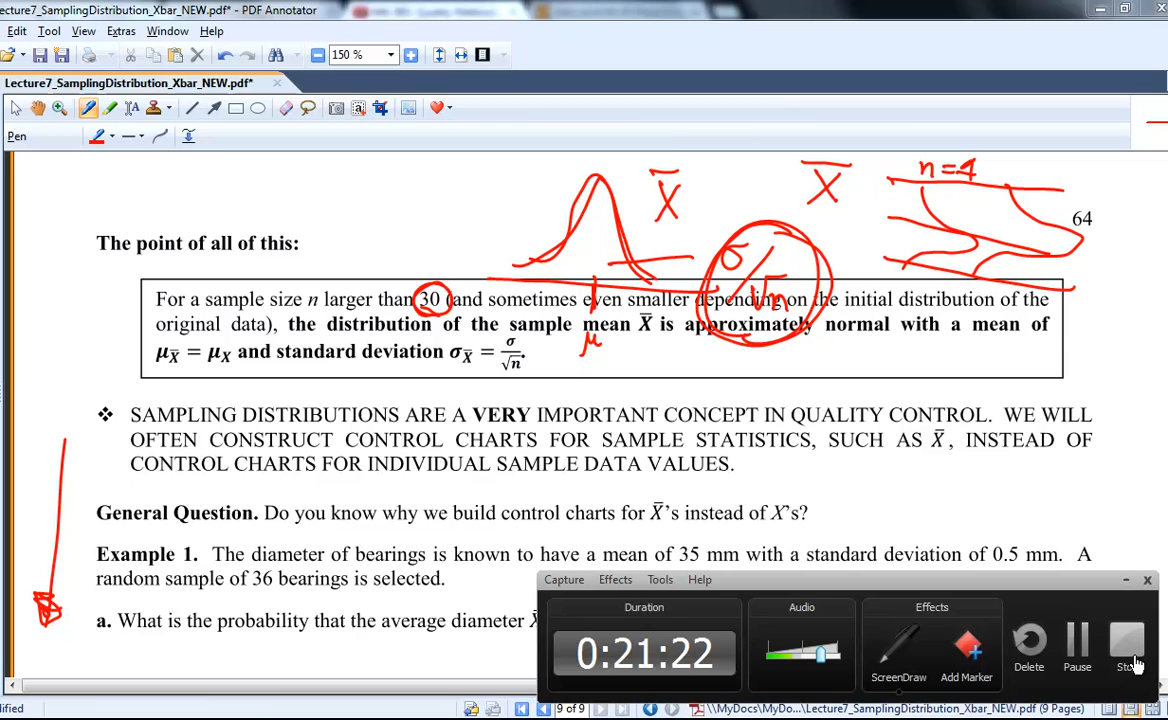 Lecture7_SamplingDistribution_Xbar_NEW.pdf* - PDF Annotator
Edit Tool View Extras Window Help
150 %
Lecture7_SamplingDistribution_Xbar_NEW.pdf*
Pen
X̄ X̄ n=4
64
The point of all of this:
σ/√n
For a sample size n larger than 30 (and sometimes even smaller depending on the initial distribution of the
original data), the distribution of the sample mean X̄ is approximately normal with a mean of
μ
μX̄ = μX and standard deviation σX̄ = σ/√n.
❖ SAMPLING DISTRIBUTIONS ARE A VERY IMPORTANT CONCEPT IN QUALITY CONTROL. WE WILL
OFTEN CONSTRUCT CONTROL CHARTS FOR SAMPLE STATISTICS, SUCH AS X̄, INSTEAD OF
CONTROL CHARTS FOR INDIVIDUAL SAMPLE DATA VALUES.
General Question. Do you know why we build control charts for X̄'s instead of X's?
Example 1. The diameter of bearings is known to have a mean of 35 mm with a standard deviation of 0.5 mm. A
random sample of 36 bearings is selected.
a. What is the probability that the average diameter X̄
Capture Effects Tools Help
Duration Audio Effects
0:21:22
ScreenDraw Add Marker Delete Pause
9 of 9
\\MyDocs\MyDo...\Lecture7_SamplingDistribution_Xbar_NEW.pdf (9 Pages)